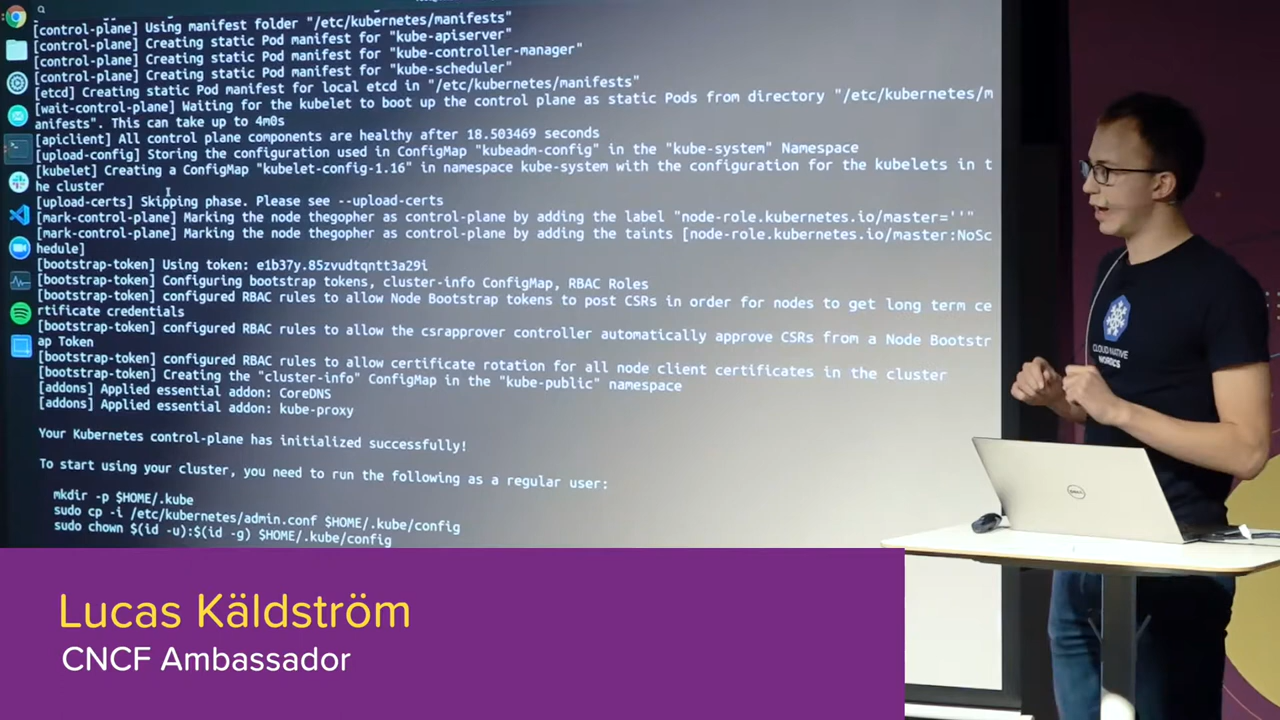 [control-plane] Using manifest folder "/etc/kubernetes/manifests"
[control-plane] Creating static Pod manifest for "kube-apiserver"
[control-plane] Creating static Pod manifest for "kube-controller-manager"
[control-plane] Creating static Pod manifest for "kube-scheduler"
[etcd] Creating static Pod manifest for local etcd in "/etc/kubernetes/manifests"
[wait-control-plane] Waiting for the kubelet to boot up the control plane as static Pods from directory "/etc/kubernetes/m
anifests". This can take up to 4m0s
[apiclient] All control plane components are healthy after 18.503469 seconds
[upload-config] Storing the configuration used in ConfigMap "kubeadm-config" in the "kube-system" Namespace
[kubelet] Creating a ConfigMap "kubelet-config-1.16" in namespace kube-system with the configuration for the kubelets in t
he cluster
[upload-certs] Skipping phase. Please see --upload-certs
[mark-control-plane] Marking the node thegopher as control-plane by adding the label "node-role.kubernetes.io/master=''"
[mark-control-plane] Marking the node thegopher as control-plane by adding the taints [node-role.kubernetes.io/master:NoSc
hedule]
[bootstrap-token] Using token: e1b37y.85zvudtqntt3a29i
[bootstrap-token] Configuring bootstrap tokens, cluster-info ConfigMap, RBAC Roles
[bootstrap-token] configured RBAC rules to allow Node Bootstrap tokens to post CSRs in order for nodes to get long term ce
rtificate credentials
[bootstrap-token] configured RBAC rules to allow the csrapprover controller automatically approve CSRs from a Node Bootstr
ap Token
[bootstrap-token] configured RBAC rules to allow certificate rotation for all node client certificates in the cluster
[bootstrap-token] Creating the "cluster-info" ConfigMap in the "kube-public" namespace
[addons] Applied essential addon: CoreDNS
[addons] Applied essential addon: kube-proxy
Your Kubernetes control-plane has initialized successfully!
To start using your cluster, you need to run the following as a regular user:
mkdir -p $HOME/.kube
sudo cp -i /etc/kubernetes/admin.conf $HOME/.kube/config
sudo chown $(id -u):$(id -g) $HOME/.kube/config
CLOUD NATIVE
NORDICS
DELL
Lucas Käldström
CNCF Ambassador